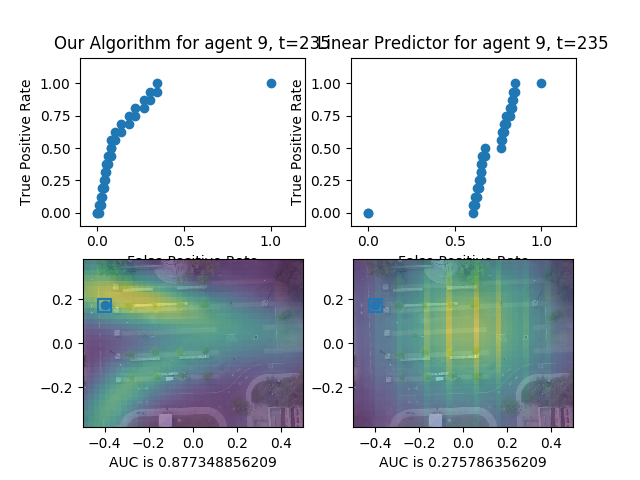 Our Algorithm for agent 9, t=235
Linear Predictor for agent 9, t=235
True Positive Rate
1.00
0.75
0.50
0.25
0.00
0.0 0.5 1.0
False Positive Rate
True Positive Rate
1.00
0.75
0.50
0.25
0.00
0.0 0.5 1.0
False Positive Rate
0.2
0.0
−0.2
−0.4 −0.2 0.0 0.2 0.4
AUC is 0.877348856209
0.2
0.0
−0.2
−0.4 −0.2 0.0 0.2 0.4
AUC is 0.275786356209